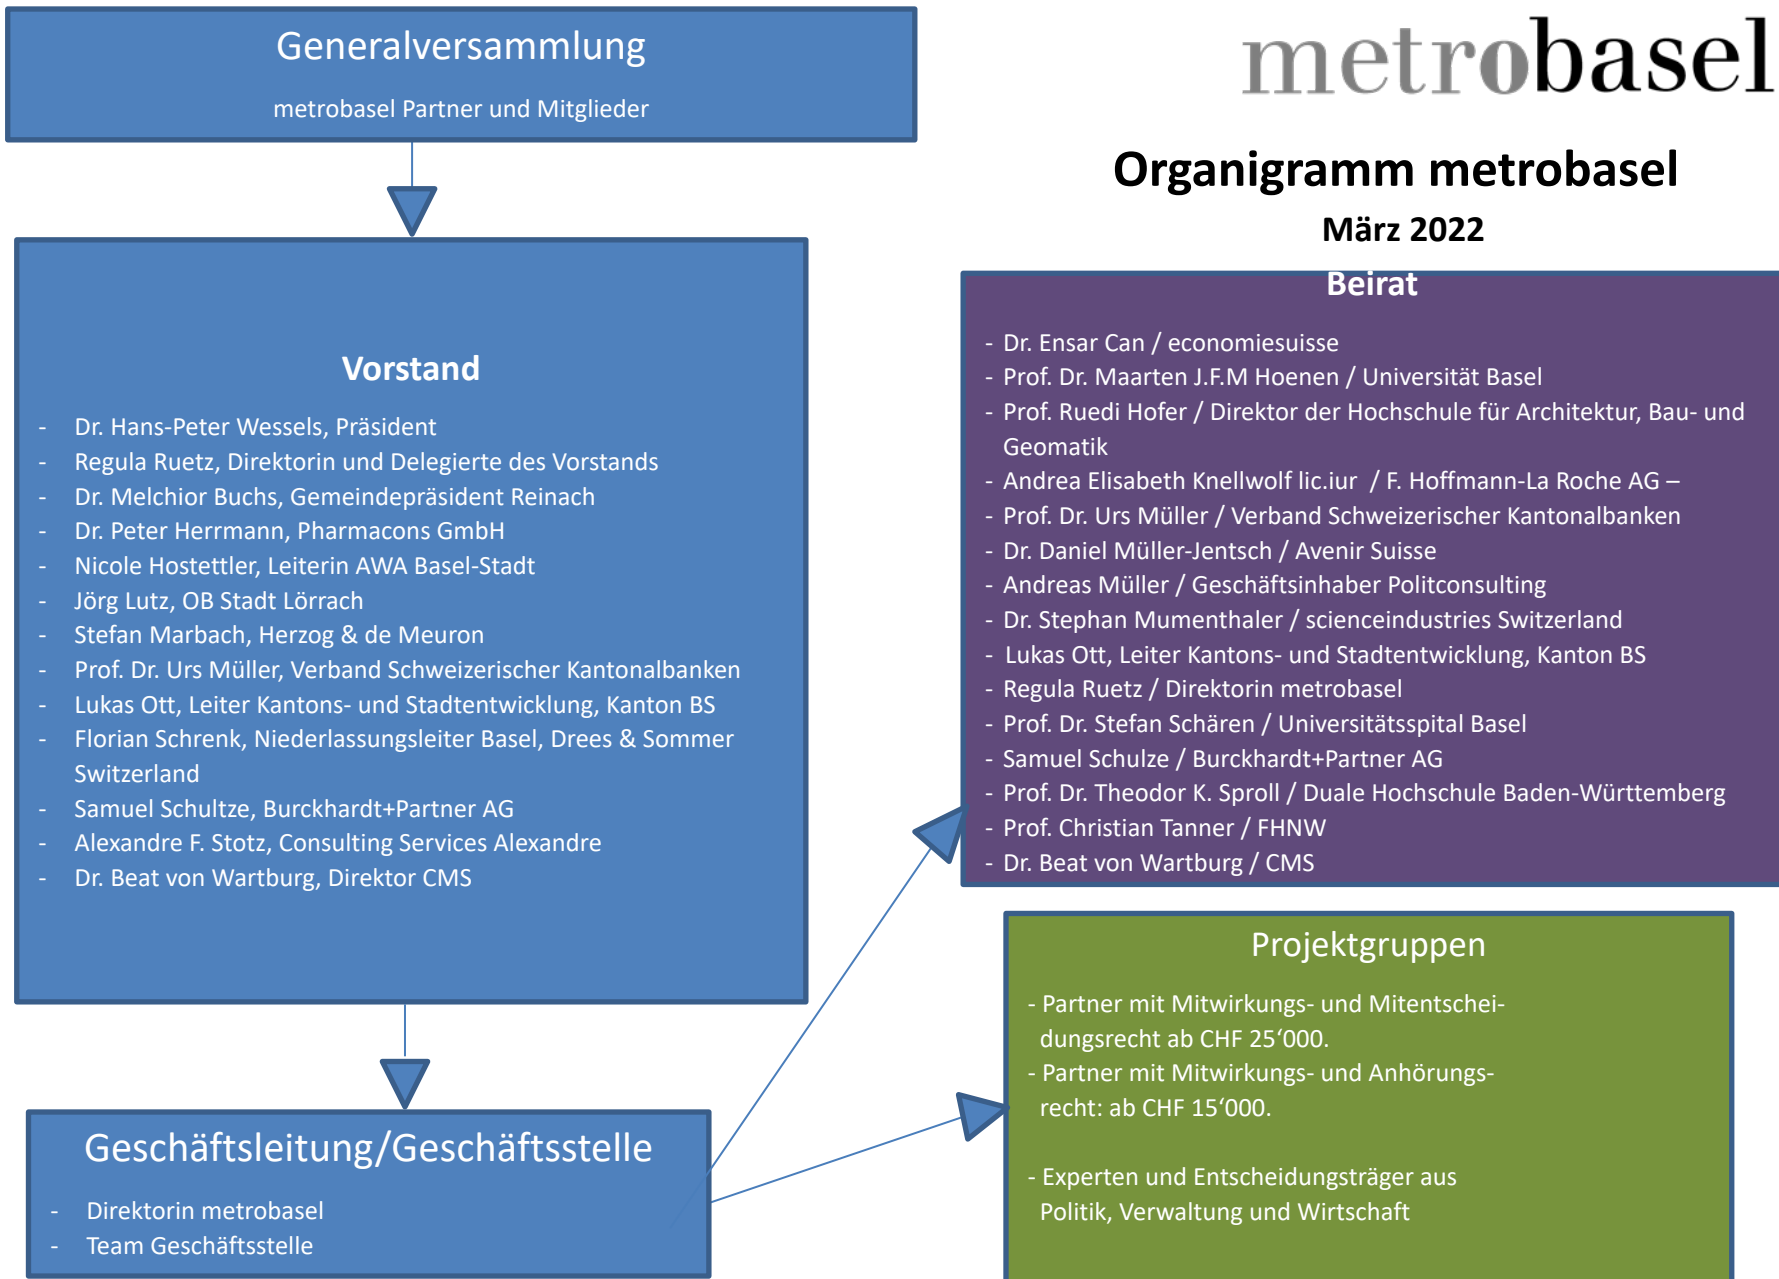 Generalversammlung
metrobasel Partner und Mitglieder
metrobasel
Organigramm metrobasel
März 2022
Vorstand
- Dr. Hans-Peter Wessels, Präsident
- Regula Ruetz, Direktorin und Delegierte des Vorstands
- Dr. Melchior Buchs, Gemeindepräsident Reinach
- Dr. Peter Herrmann, Pharmacons GmbH
- Nicole Hostettler, Leiterin AWA Basel-Stadt
- Jörg Lutz, OB Stadt Lörrach
- Stefan Marbach, Herzog & de Meuron
- Prof. Dr. Urs Müller, Verband Schweizerischer Kantonalbanken
- Lukas Ott, Leiter Kantons- und Stadtentwicklung, Kanton BS
- Florian Schrenk, Niederlassungsleiter Basel, Drees & Sommer
Switzerland
- Samuel Schultze, Burckhardt+Partner AG
- Alexandre F. Stotz, Consulting Services Alexandre
- Dr. Beat von Wartburg, Direktor CMS
Beirat
- Dr. Ensar Can / economiesuisse
- Prof. Dr. Maarten J.F.M Hoenen / Universität Basel
- Prof. Ruedi Hofer / Direktor der Hochschule für Architektur, Bau- und
Geomatik
- Andrea Elisabeth Knellwolf lic.iur / F. Hoffmann-La Roche AG –
- Prof. Dr. Urs Müller / Verband Schweizerischer Kantonalbanken
- Dr. Daniel Müller-Jentsch / Avenir Suisse
- Andreas Müller / Geschäftsinhaber Politconsulting
- Dr. Stephan Mumenthaler / scienceindustries Switzerland
- Lukas Ott, Leiter Kantons- und Stadtentwicklung, Kanton BS
- Regula Ruetz / Direktorin metrobasel
- Prof. Dr. Stefan Schären / Universitätsspital Basel
- Samuel Schulze / Burckhardt+Partner AG
- Prof. Dr. Theodor K. Sproll / Duale Hochschule Baden-Württemberg
- Prof. Christian Tanner / FHNW
- Dr. Beat von Wartburg / CMS
Geschäftsleitung/Geschäftsstelle
- Direktorin metrobasel
- Team Geschäftsstelle
Projektgruppen
- Partner mit Mitwirkungs- und Mitentschei-
dungsrecht ab CHF 25‘000.
- Partner mit Mitwirkungs- und Anhörungs-
recht: ab CHF 15‘000.
- Experten und Entscheidungsträger aus
Politik, Verwaltung und Wirtschaft